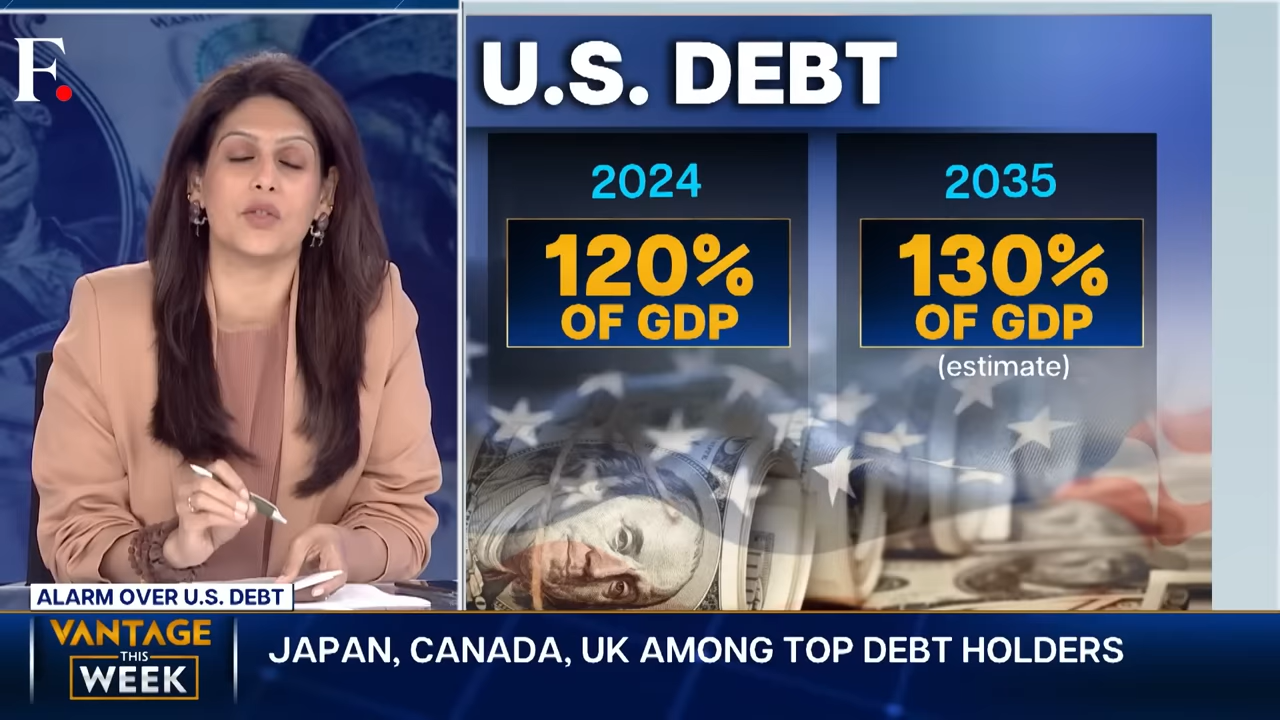 F.
U.S. DEBT
2024
120%
OF GDP
2035
130%
OF GDP
(estimate)
ALARM OVER U.S. DEBT
VANTAGE
THIS
WEEK
JAPAN, CANADA, UK AMONG TOP DEBT HOLDERS